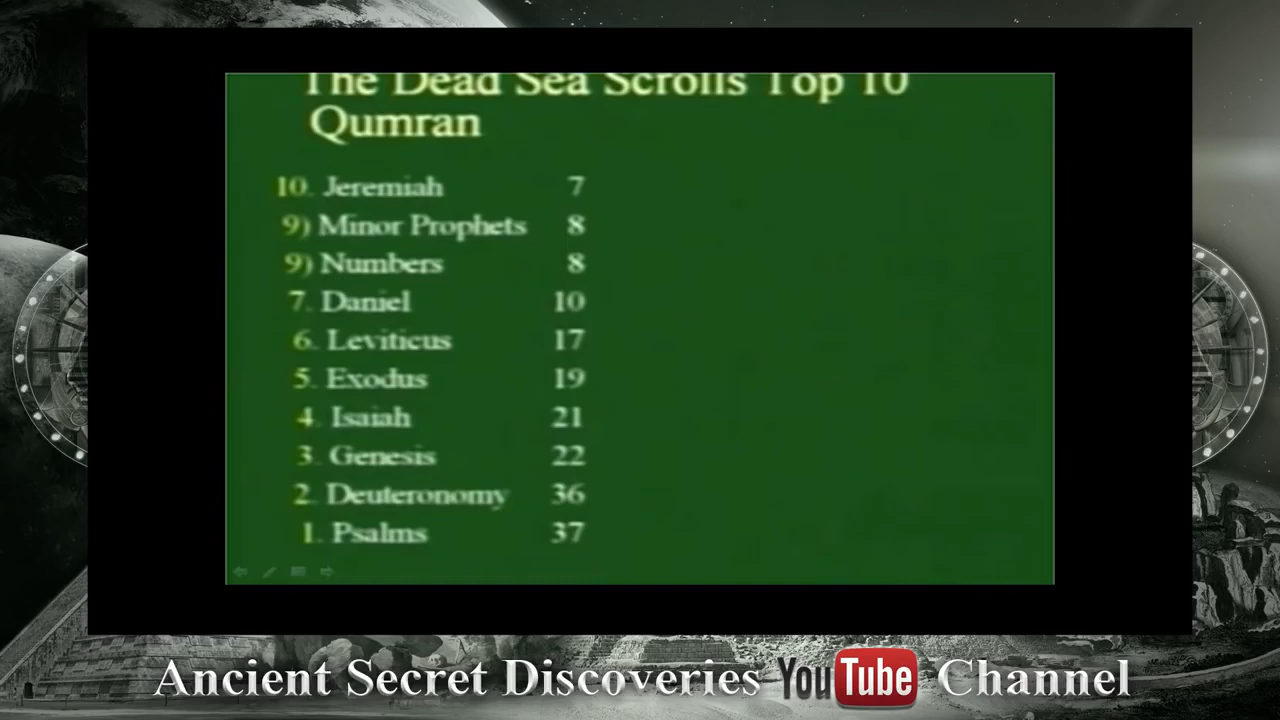 The Dead Sea Scrolls Top 10
Qumran
10. Jeremiah 7
9) Minor Prophets 8
9) Numbers 8
7. Daniel 10
6. Leviticus 17
5. Exodus 19
4. Isaiah 21
3. Genesis 22
2. Deuteronomy 36
1. Psalms 37
Ancient Secret Discoveries YouTube Channel